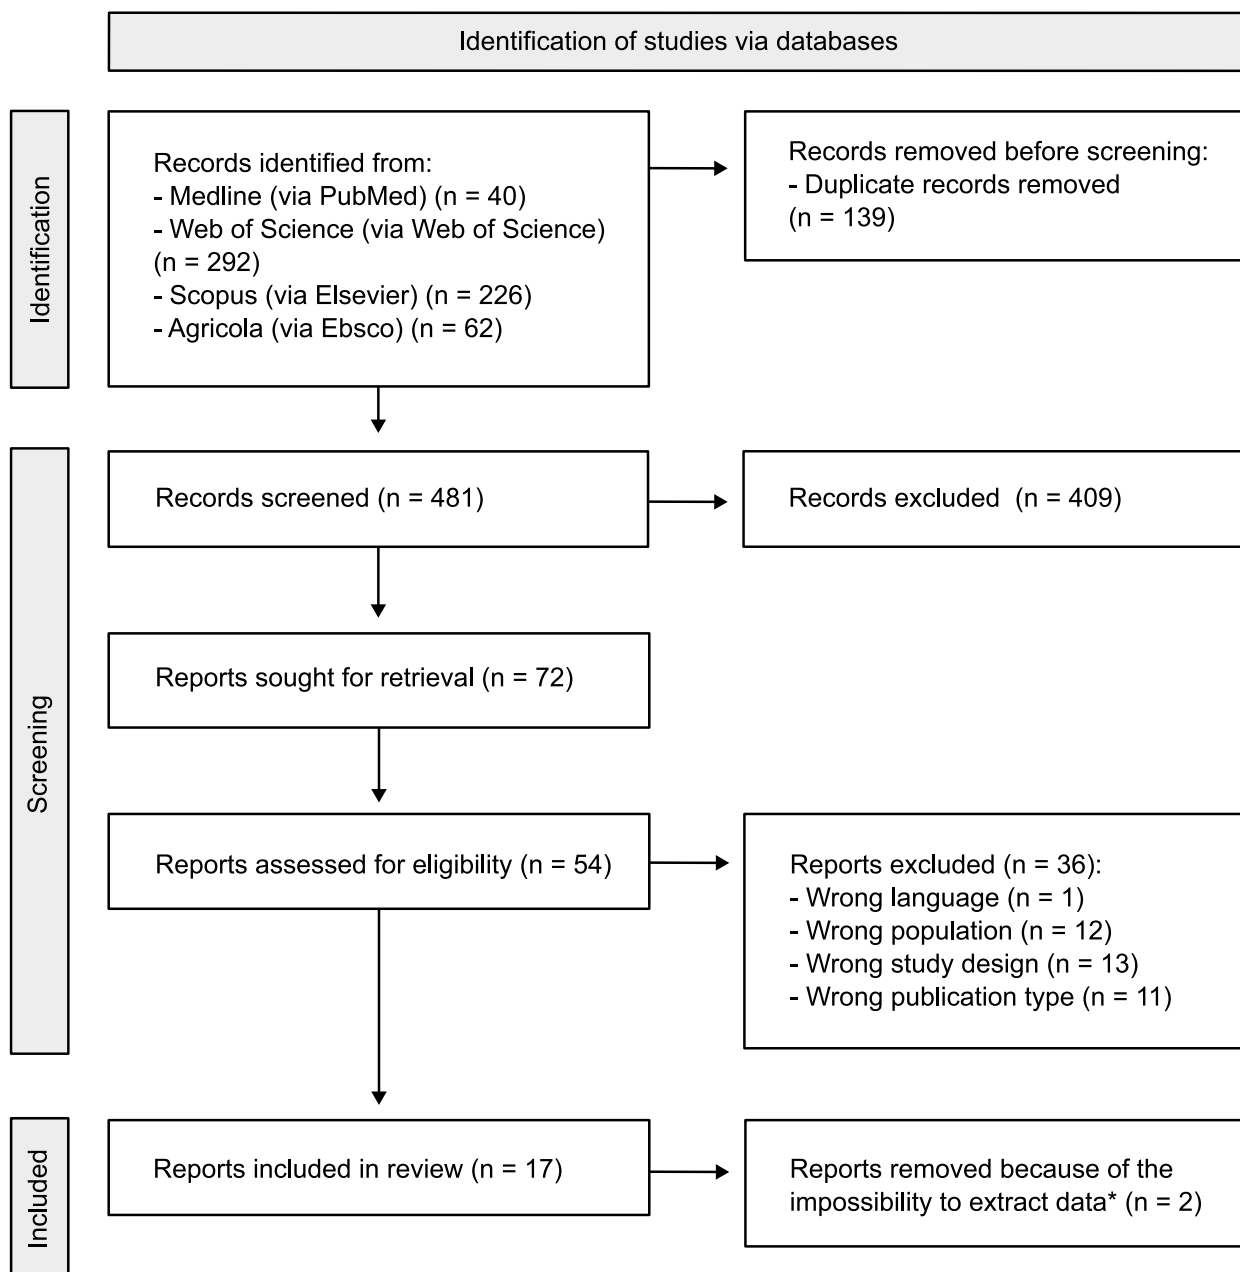 Identification of studies via databases
Identification
Records identified from:
- Medline (via PubMed) (n = 40)
- Web of Science (via Web of Science)
(n = 292)
- Scopus (via Elsevier) (n = 226)
- Agricola (via Ebsco) (n = 62)
Records removed before screening:
- Duplicate records removed
(n = 139)
Screening
Records screened (n = 481)
Records excluded (n = 409)
Reports sought for retrieval (n = 72)
Reports assessed for eligibility (n = 54)
Reports excluded (n = 36):
- Wrong language (n = 1)
- Wrong population (n = 12)
- Wrong study design (n = 13)
- Wrong publication type (n = 11)
Included
Reports included in review (n = 17)
Reports removed because of the
impossibility to extract data* (n = 2)